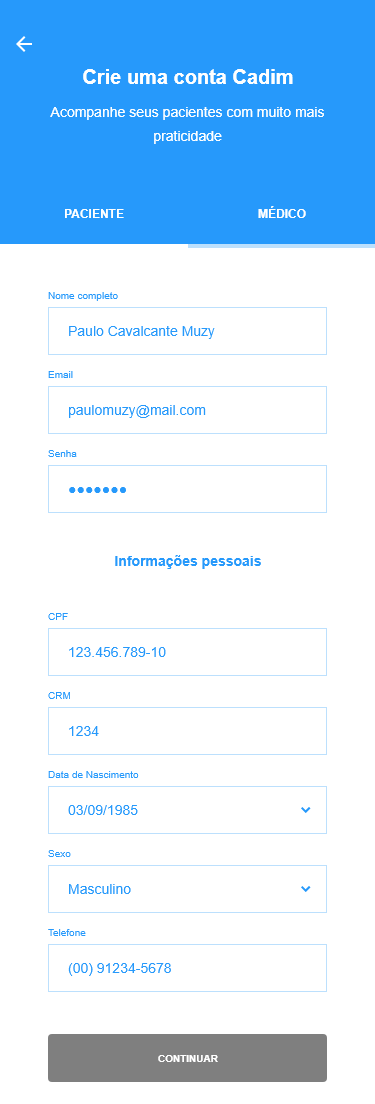 Crie uma conta Cadim
Acompanhe seus pacientes com muito mais
praticidade
PACIENTE
MÉDICO
Nome completo
Paulo Cavalcante Muzy
Email
paulomuzy@mail.com
Senha
•••••••
Informações pessoais
CPF
123.456.789-10
CRM
1234
Data de Nascimento
03/09/1985
Sexo
Masculino
Telefone
(00) 91234-5678
CONTINUAR